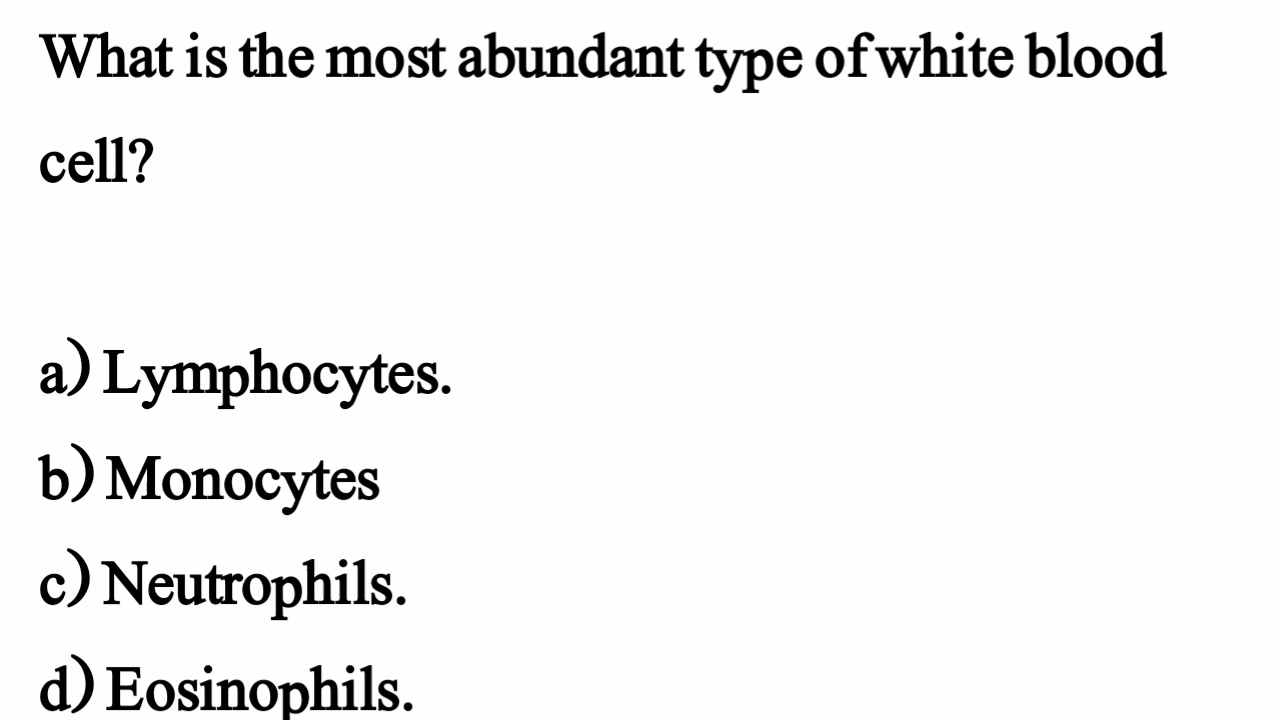 What is the most abundant type of white blood
cell?
a) Lymphocytes.
b) Monocytes
c) Neutrophils.
d) Eosinophils.